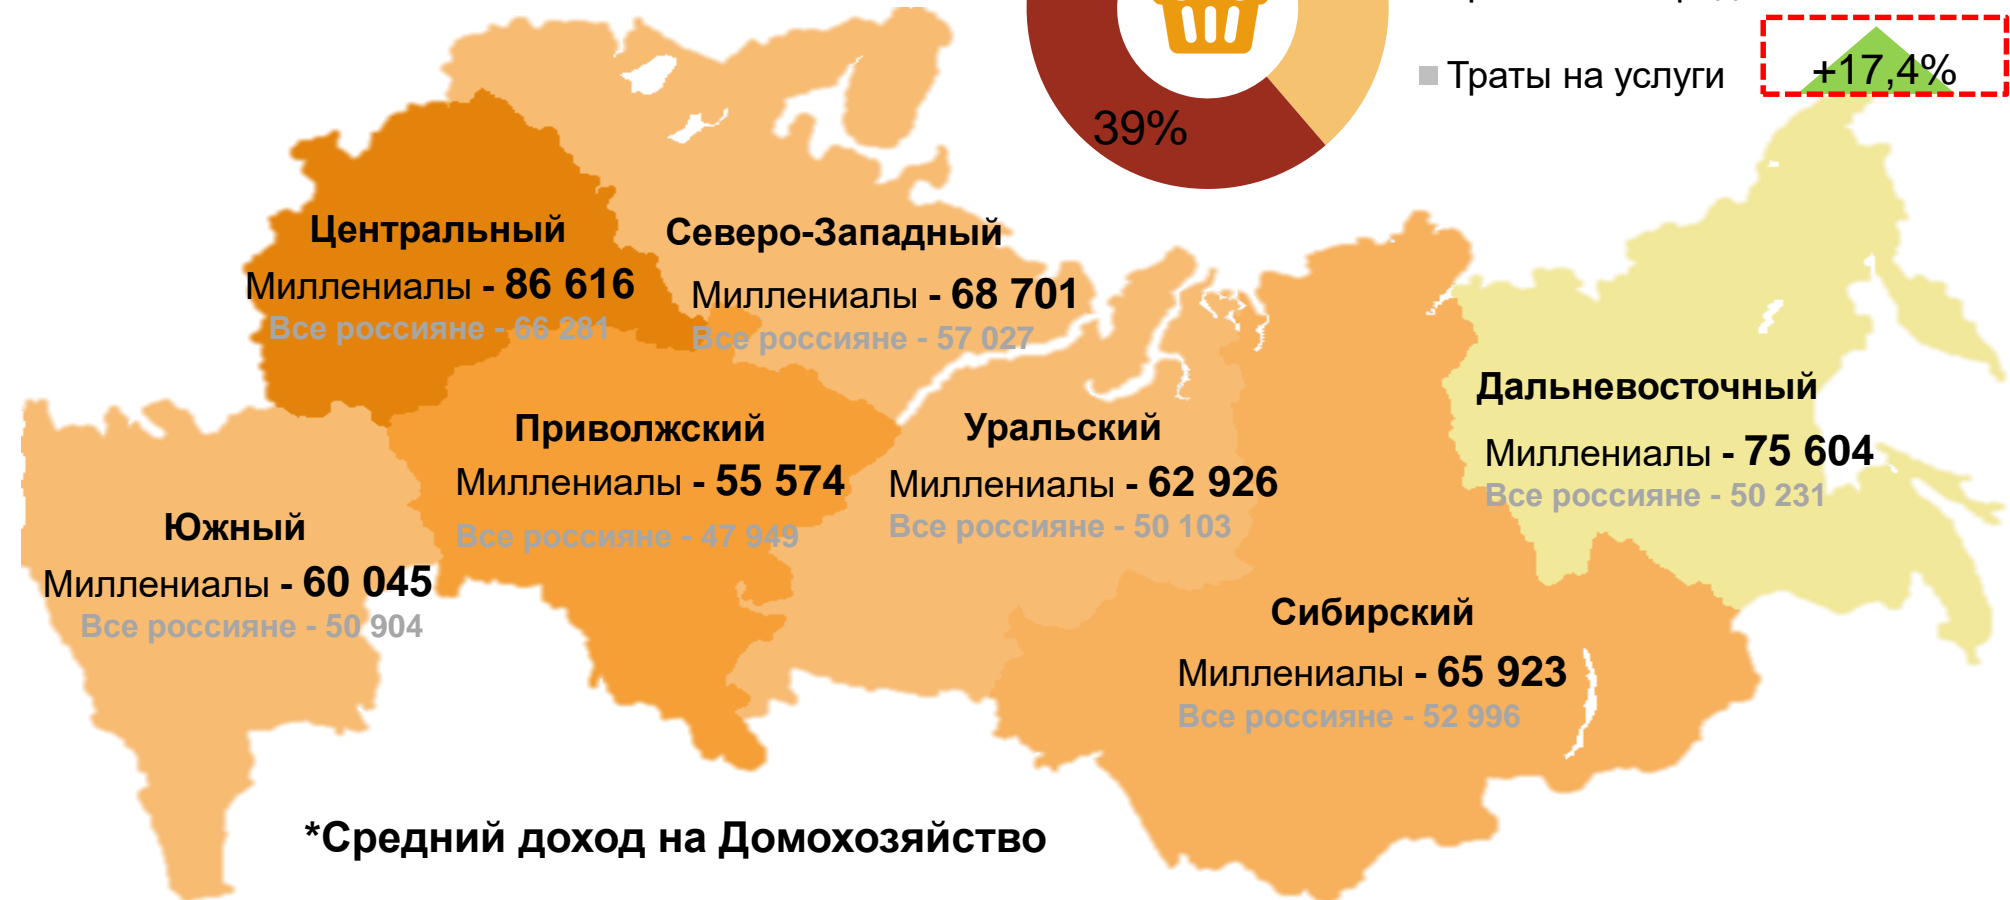 Траты на услуги
+17,4%
39%
Центральный
Миллениалы - 86 616
Все россияне - 66 281
Северо-Западный
Миллениалы - 68 701
Все россияне - 57 027
Приволжский
Миллениалы - 55 574
Все россияне - 47 949
Уральский
Миллениалы - 62 926
Все россияне - 50 103
Дальневосточный
Миллениалы - 75 604
Все россияне - 50 231
Южный
Миллениалы - 60 045
Все россияне - 50 904
Сибирский
Миллениалы - 65 923
Все россияне - 52 996
*Средний доход на Домохозяйство